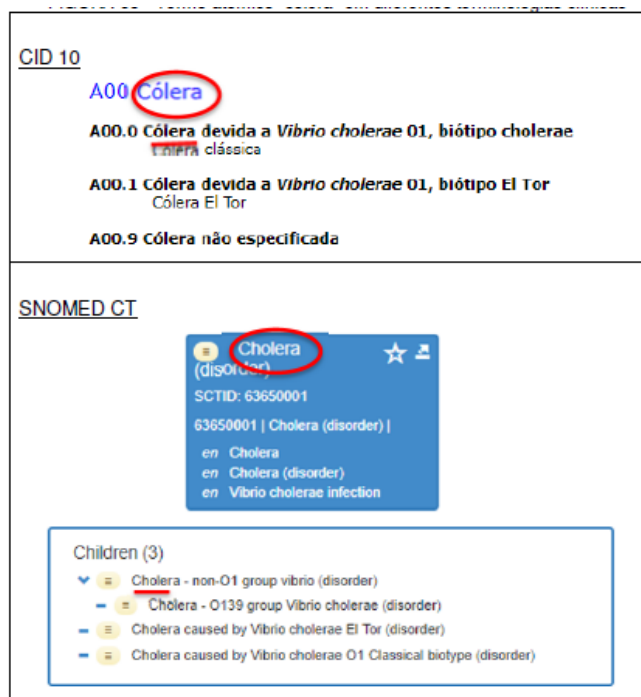 CID 10
A00 Cólera
A00.0 Cólera devida a Vibrio cholerae 01, biótipo cholerae
Cólera clássica
A00.1 Cólera devida a Vibrio cholerae 01, biótipo El Tor
Cólera El Tor
A00.9 Cólera não especificada
SNOMED CT
Cholera
(disorder)
SCTID: 63650001
63650001 | Cholera (disorder) |
en Cholera
en Cholera (disorder)
en Vibrio cholerae infection
Children (3)
Cholera - non-O1 group vibrio (disorder)
Cholera - O139 group Vibrio cholerae (disorder)
Cholera caused by Vibrio cholerae El Tor (disorder)
Cholera caused by Vibrio cholerae O1 Classical biotype (disorder)